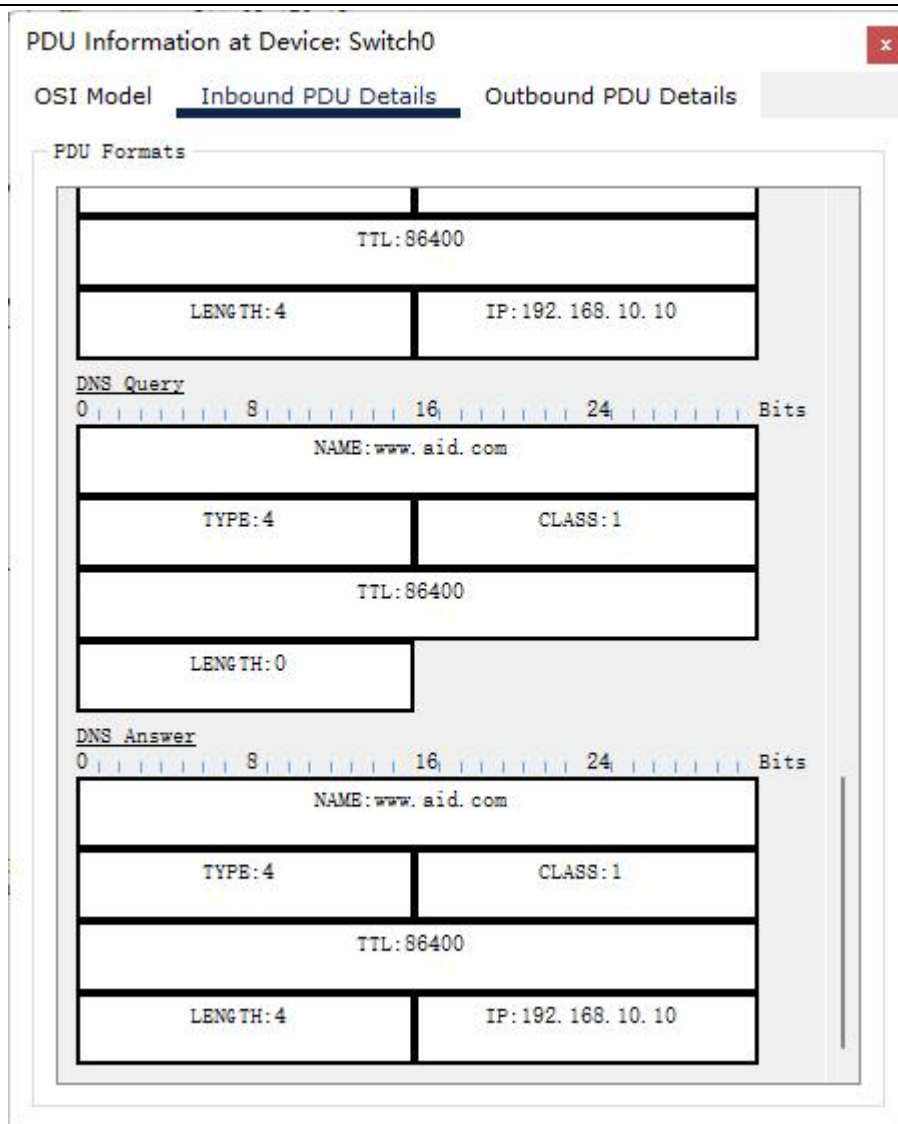 PDU Information at Device: Switch0
x
OSI Model Inbound PDU Details Outbound PDU Details
PDU Formats
TTL:86400
LENGTH:4 IP:192.168.10.10
DNS Query
0 8 16 24 Bits
NAME:www.aid.com
TYPE:4 CLASS:1
TTL:86400
LENGTH:0
DNS Answer
0 8 16 24 Bits
NAME:www.aid.com
TYPE:4 CLASS:1
TTL:86400
LENGTH:4 IP:192.168.10.10